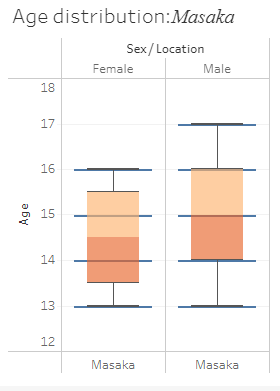 Age distribution:Masaka
Sex / Location
Female Male
18
17
16
15
14
13
12
Age
Masaka Masaka